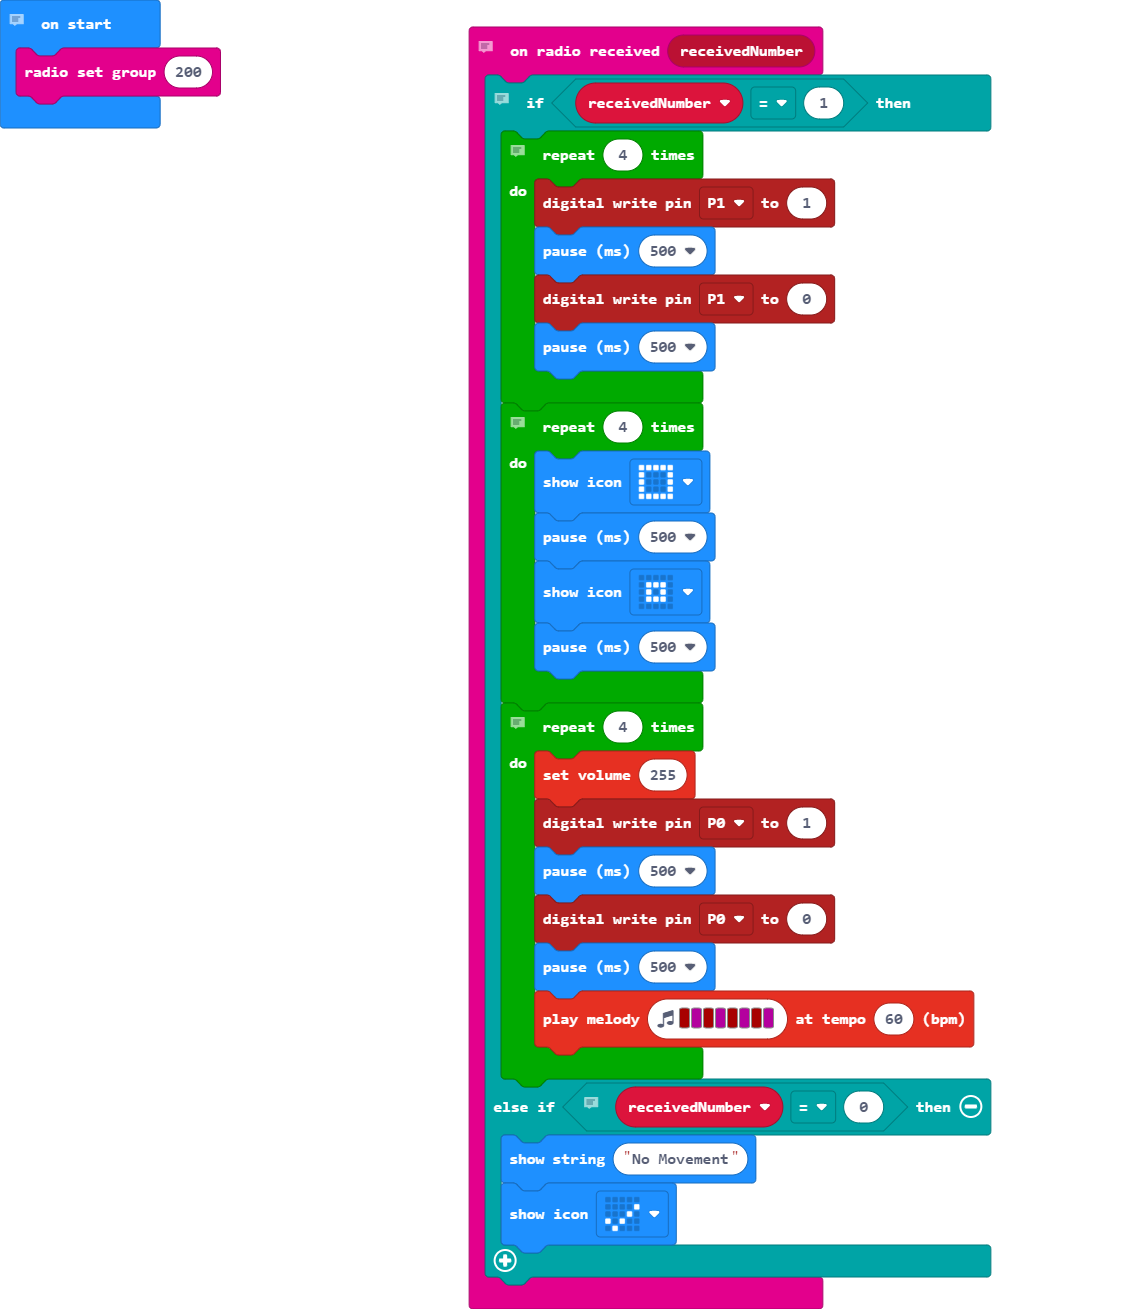 on start
radio set group 200
on radio received receivedNumber
if receivedNumber = 1 then
repeat 4 times
do
digital write pin P1 to 1
pause (ms) 500
digital write pin P1 to 0
pause (ms) 500
repeat 4 times
do
show icon
pause (ms) 500
show icon
pause (ms) 500
repeat 4 times
do
set volume 255
digital write pin P0 to 1
pause (ms) 500
digital write pin P0 to 0
pause (ms) 500
play melody at tempo 60 (bpm)
else if receivedNumber = 0 then
show string "No Movement"
show icon